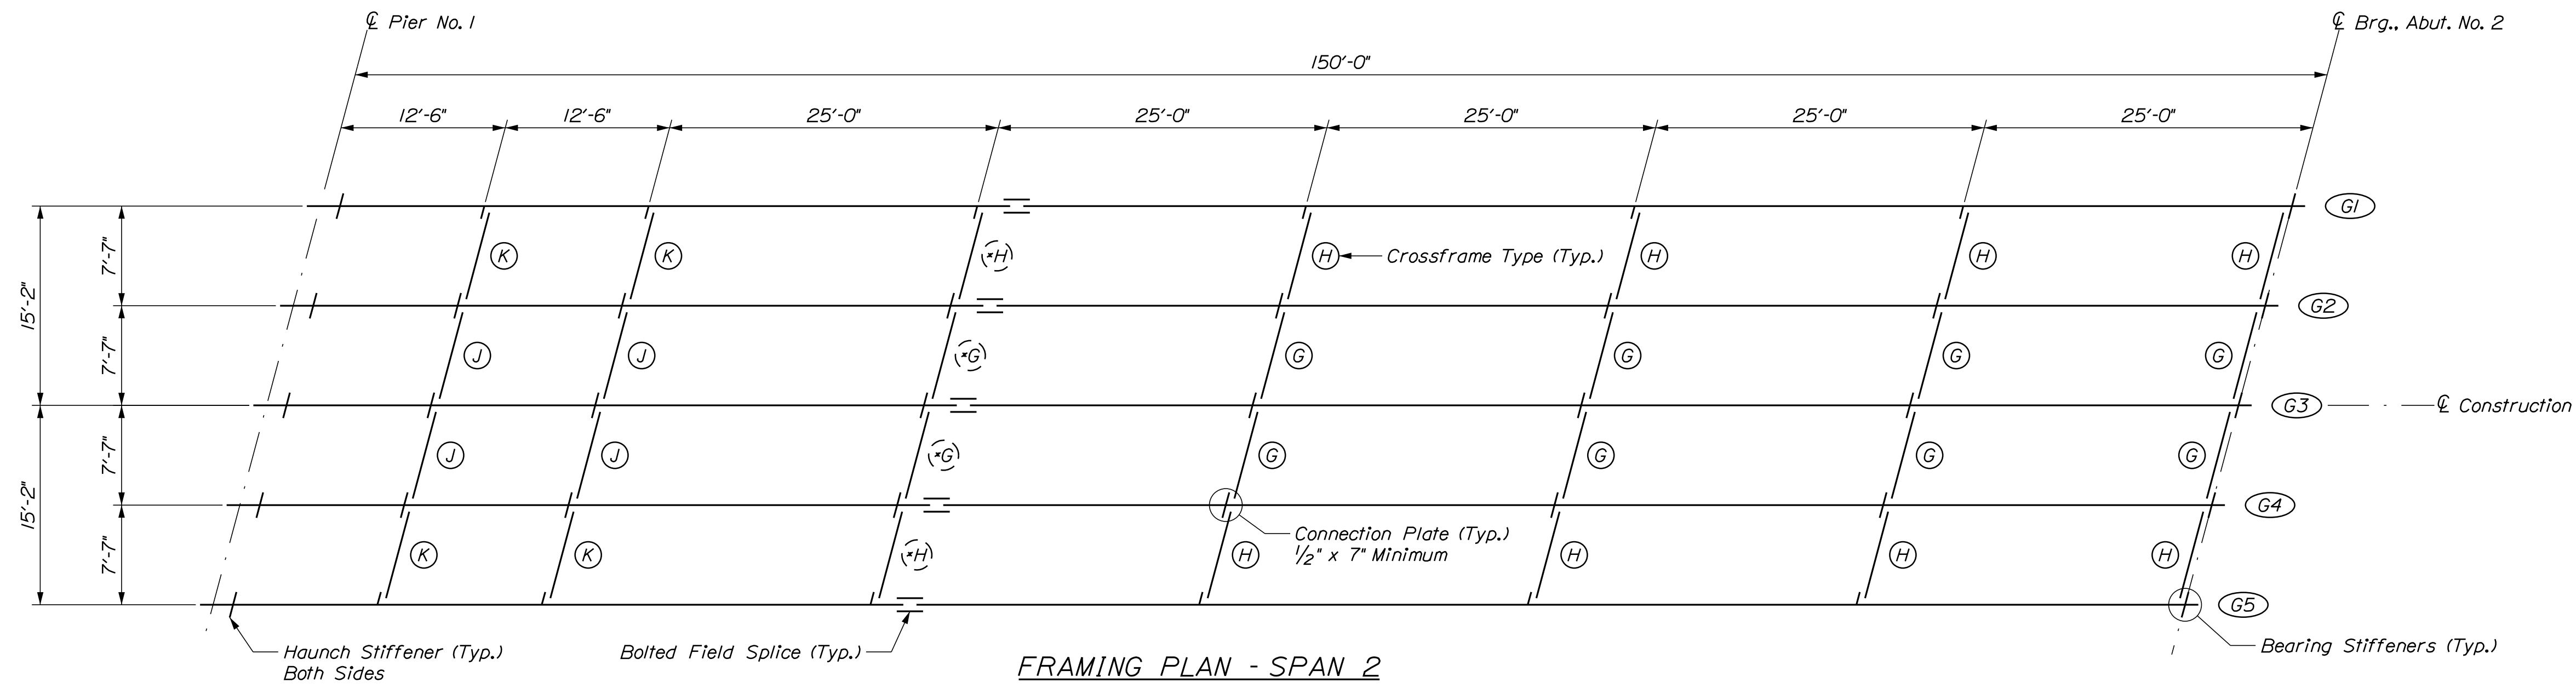 ℄ Pier No. 1
℄ Brg., Abut. No. 2
150'-0"
12'-6" 12'-6" 25'-0" 25'-0" 25'-0" 25'-0" 25'-0"
G1
7'-7"
K K *H H Crossframe Type (Typ.) H H H
15'-2"
G2
7'-7"
J J *G G G G G
G3 ℄ Construction
7'-7"
J J *G G G G G
15'-2"
G4
Connection Plate (Typ.)
1/2" x 7" Minimum
7'-7"
K K *H H H H H
G5
Haunch Stiffener (Typ.)
Both Sides
Bolted Field Splice (Typ.)
Bearing Stiffeners (Typ.)
FRAMING PLAN - SPAN 2